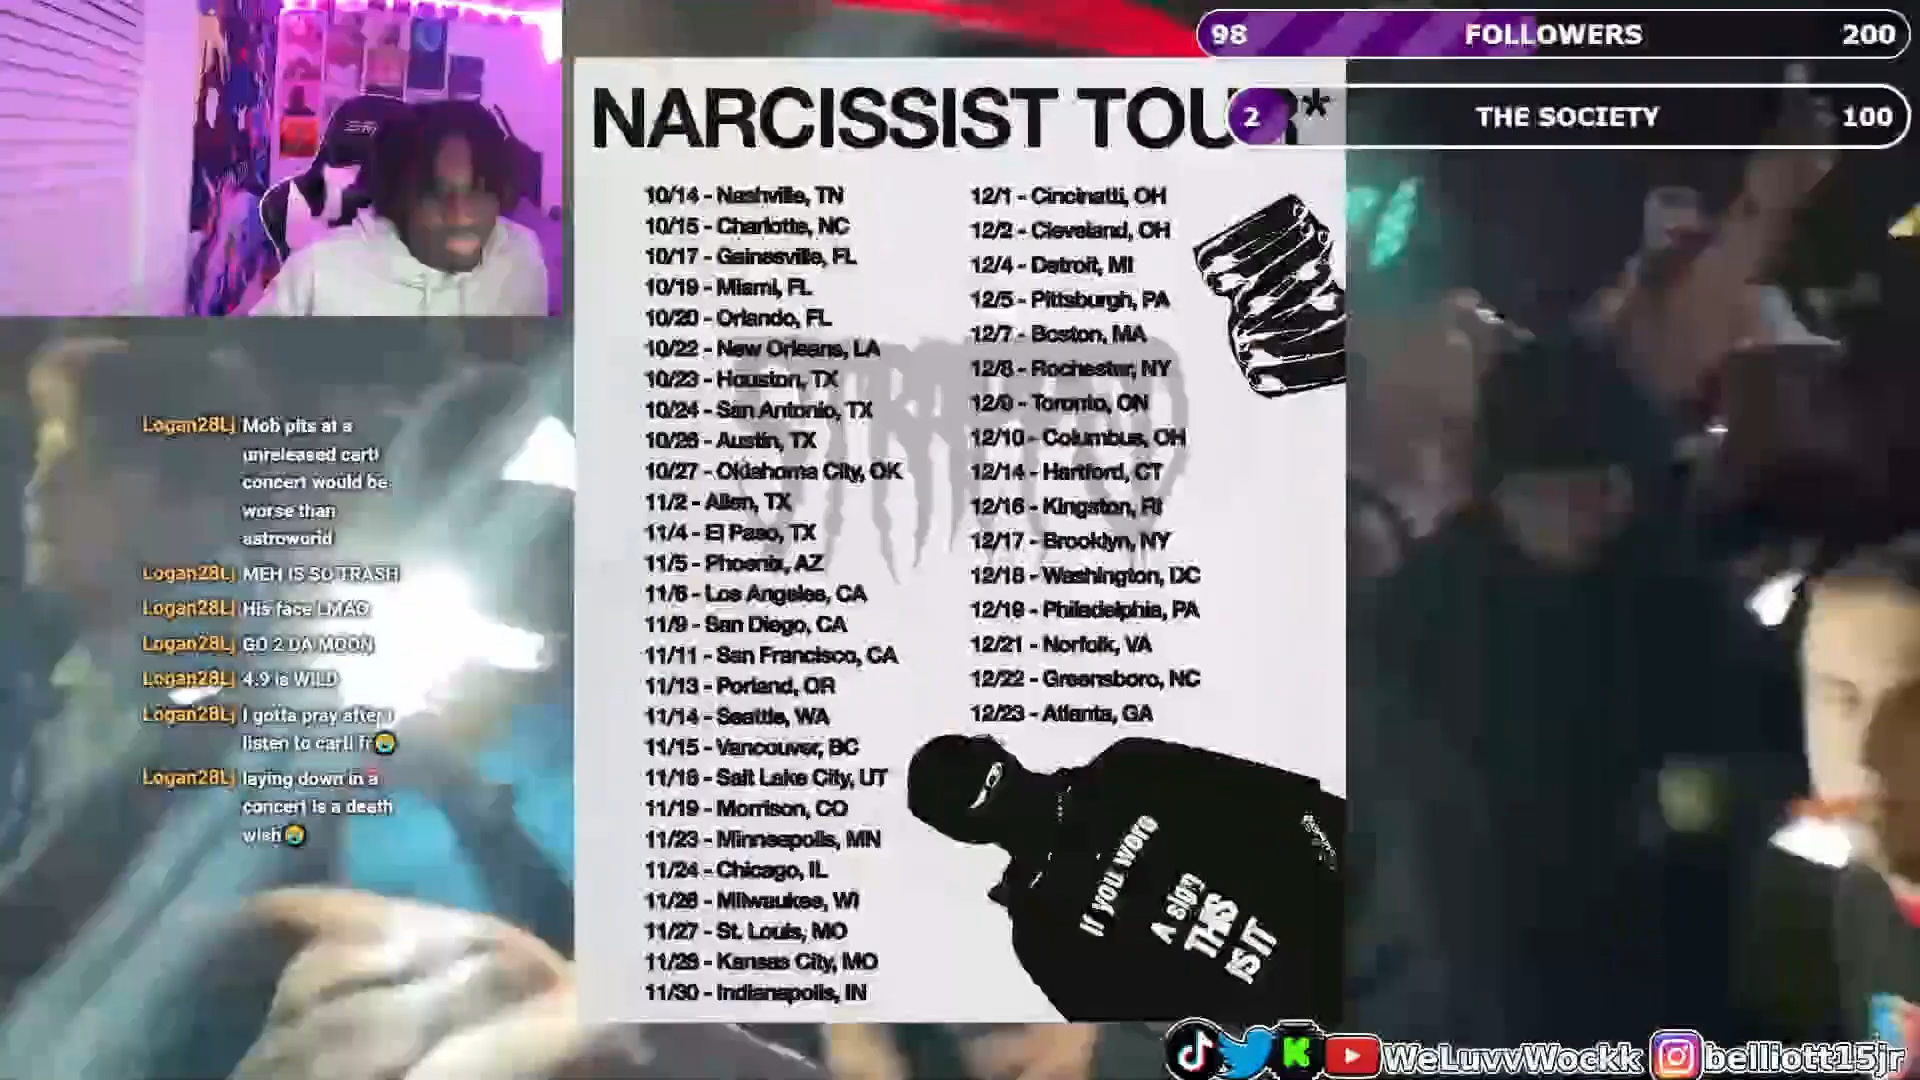 98 FOLLOWERS 200
2 THE SOCIETY 100
NARCISSIST TOUR*
10/14 - Nashville, TN
10/15 - Charlotte, NC
10/17 - Gainesville, FL
10/19 - Miami, FL
10/20 - Orlando, FL
10/22 - New Orleans, LA
10/23 - Houston, TX
10/24 - San Antonio, TX
10/26 - Austin, TX
10/27 - Oklahoma City, OK
11/2 - Allen, TX
11/4 - El Paso, TX
11/5 - Phoenix, AZ
11/6 - Los Angeles, CA
11/9 - San Diego, CA
11/11 - San Francisco, CA
11/13 - Porland, OR
11/14 - Seattle, WA
11/15 - Vancouver, BC
11/18 - Salt Lake City, UT
11/19 - Morrison, CO
11/23 - Minneapolis, MN
11/24 - Chicago, IL
11/26 - Milwaukee, WI
11/27 - St. Louis, MO
11/28 - Kansas City, MO
11/30 - Indianapolis, IN
12/1 - Cincinatti, OH
12/2 - Cleveland, OH
12/4 - Detroit, MI
12/5 - Pittsburgh, PA
12/7 - Boston, MA
12/8 - Rochester, NY
12/9 - Toronto, ON
12/10 - Columbus, OH
12/14 - Hartford, CT
12/16 - Kingston, RI
12/17 - Brooklyn, NY
12/18 - Washington, DC
12/19 - Philadelphia, PA
12/21 - Norfolk, VA
12/22 - Greensboro, NC
12/23 - Atlanta, GA
If you were
A sign
THIS
IS IT
Logan28Lj Mob pits at a
unreleased carti
concert would be
worse than
astroworld
Logan28Lj MEH IS SO TRASH
Logan28Lj His face LMAO
Logan28Lj GO 2 DA MOON
Logan28Lj 4.9 is WILD
Logan28Lj I gotta pray after i
listen to carti fr😭
Logan28Lj laying down in a
concert is a death
wish😭
WeLuvvWockk belliott15jr